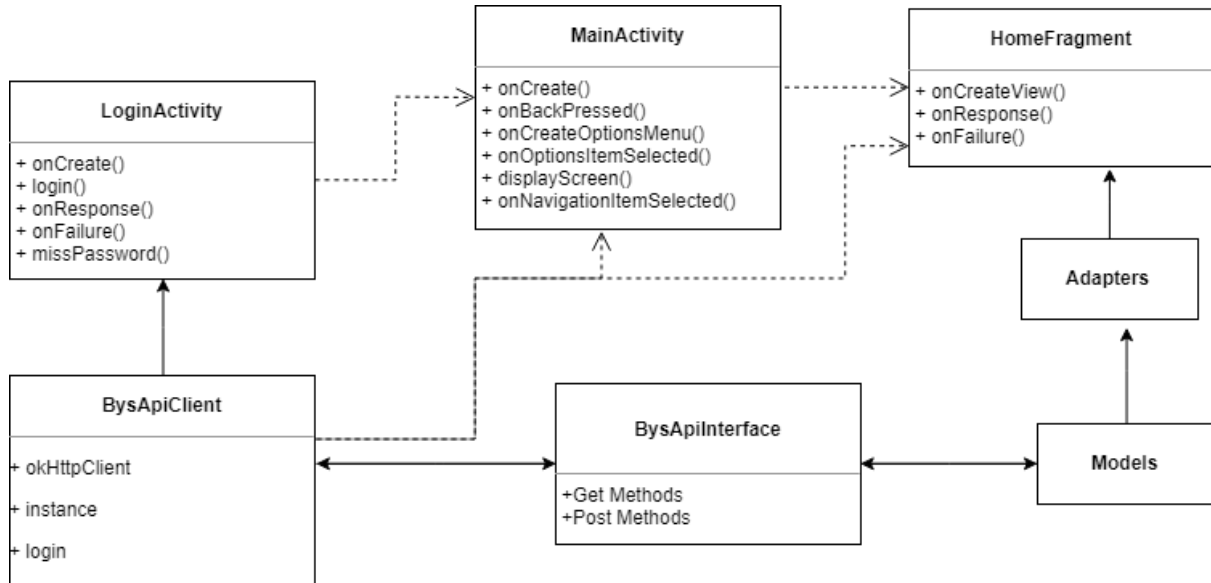 MainActivity
+ onCreate()
+ onBackPressed()
+ onCreateOptionsMenu()
+ onOptionsItemSelected()
+ displayScreen()
+ onNavigationItemSelected()
HomeFragment
+ onCreateView()
+ onResponse()
+ onFailure()
LoginActivity
+ onCreate()
+ login()
+ onResponse()
+ onFailure()
+ missPassword()
Adapters
BysApiClient
+ okHttpClient
+ instance
+ login
BysApiInterface
+Get Methods
+Post Methods
Models